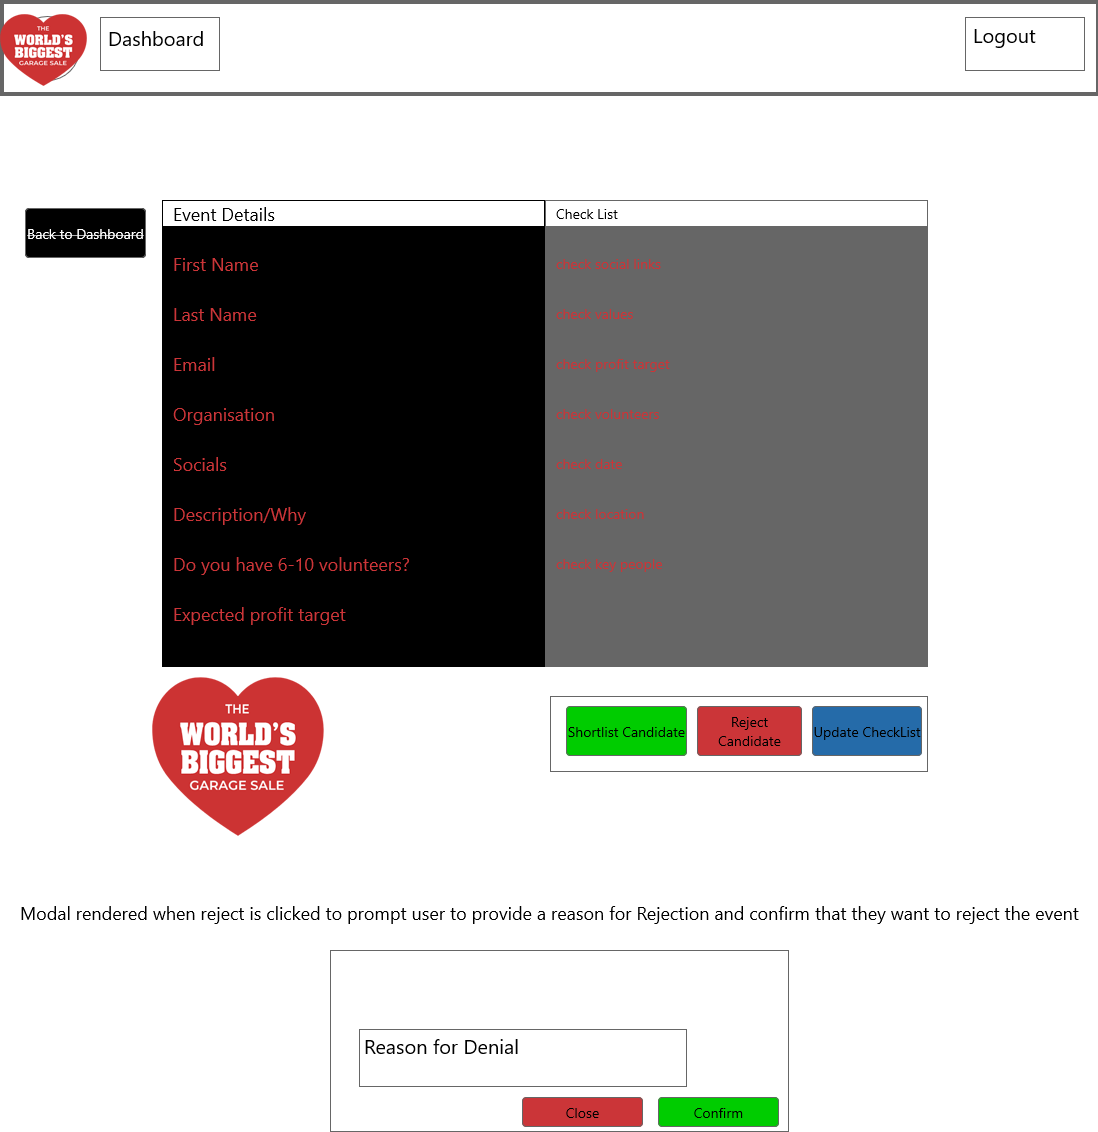 THE
WORLD'S
BIGGEST
GARAGE SALE
Dashboard
Logout
Back to Dashboard
Event Details
Check List
First Name
check social links
Last Name
check values
Email
check profit target
Organisation
check volunteers
Socials
check date
Description/Why
check location
Do you have 6-10 volunteers?
check key people
Expected profit target
THE
WORLD'S
BIGGEST
GARAGE SALE
Shortlist Candidate
Reject
Candidate
Update CheckList
Modal rendered when reject is clicked to prompt user to provide a reason for Rejection and confirm that they want to reject the event
Reason for Denial
Close
Confirm